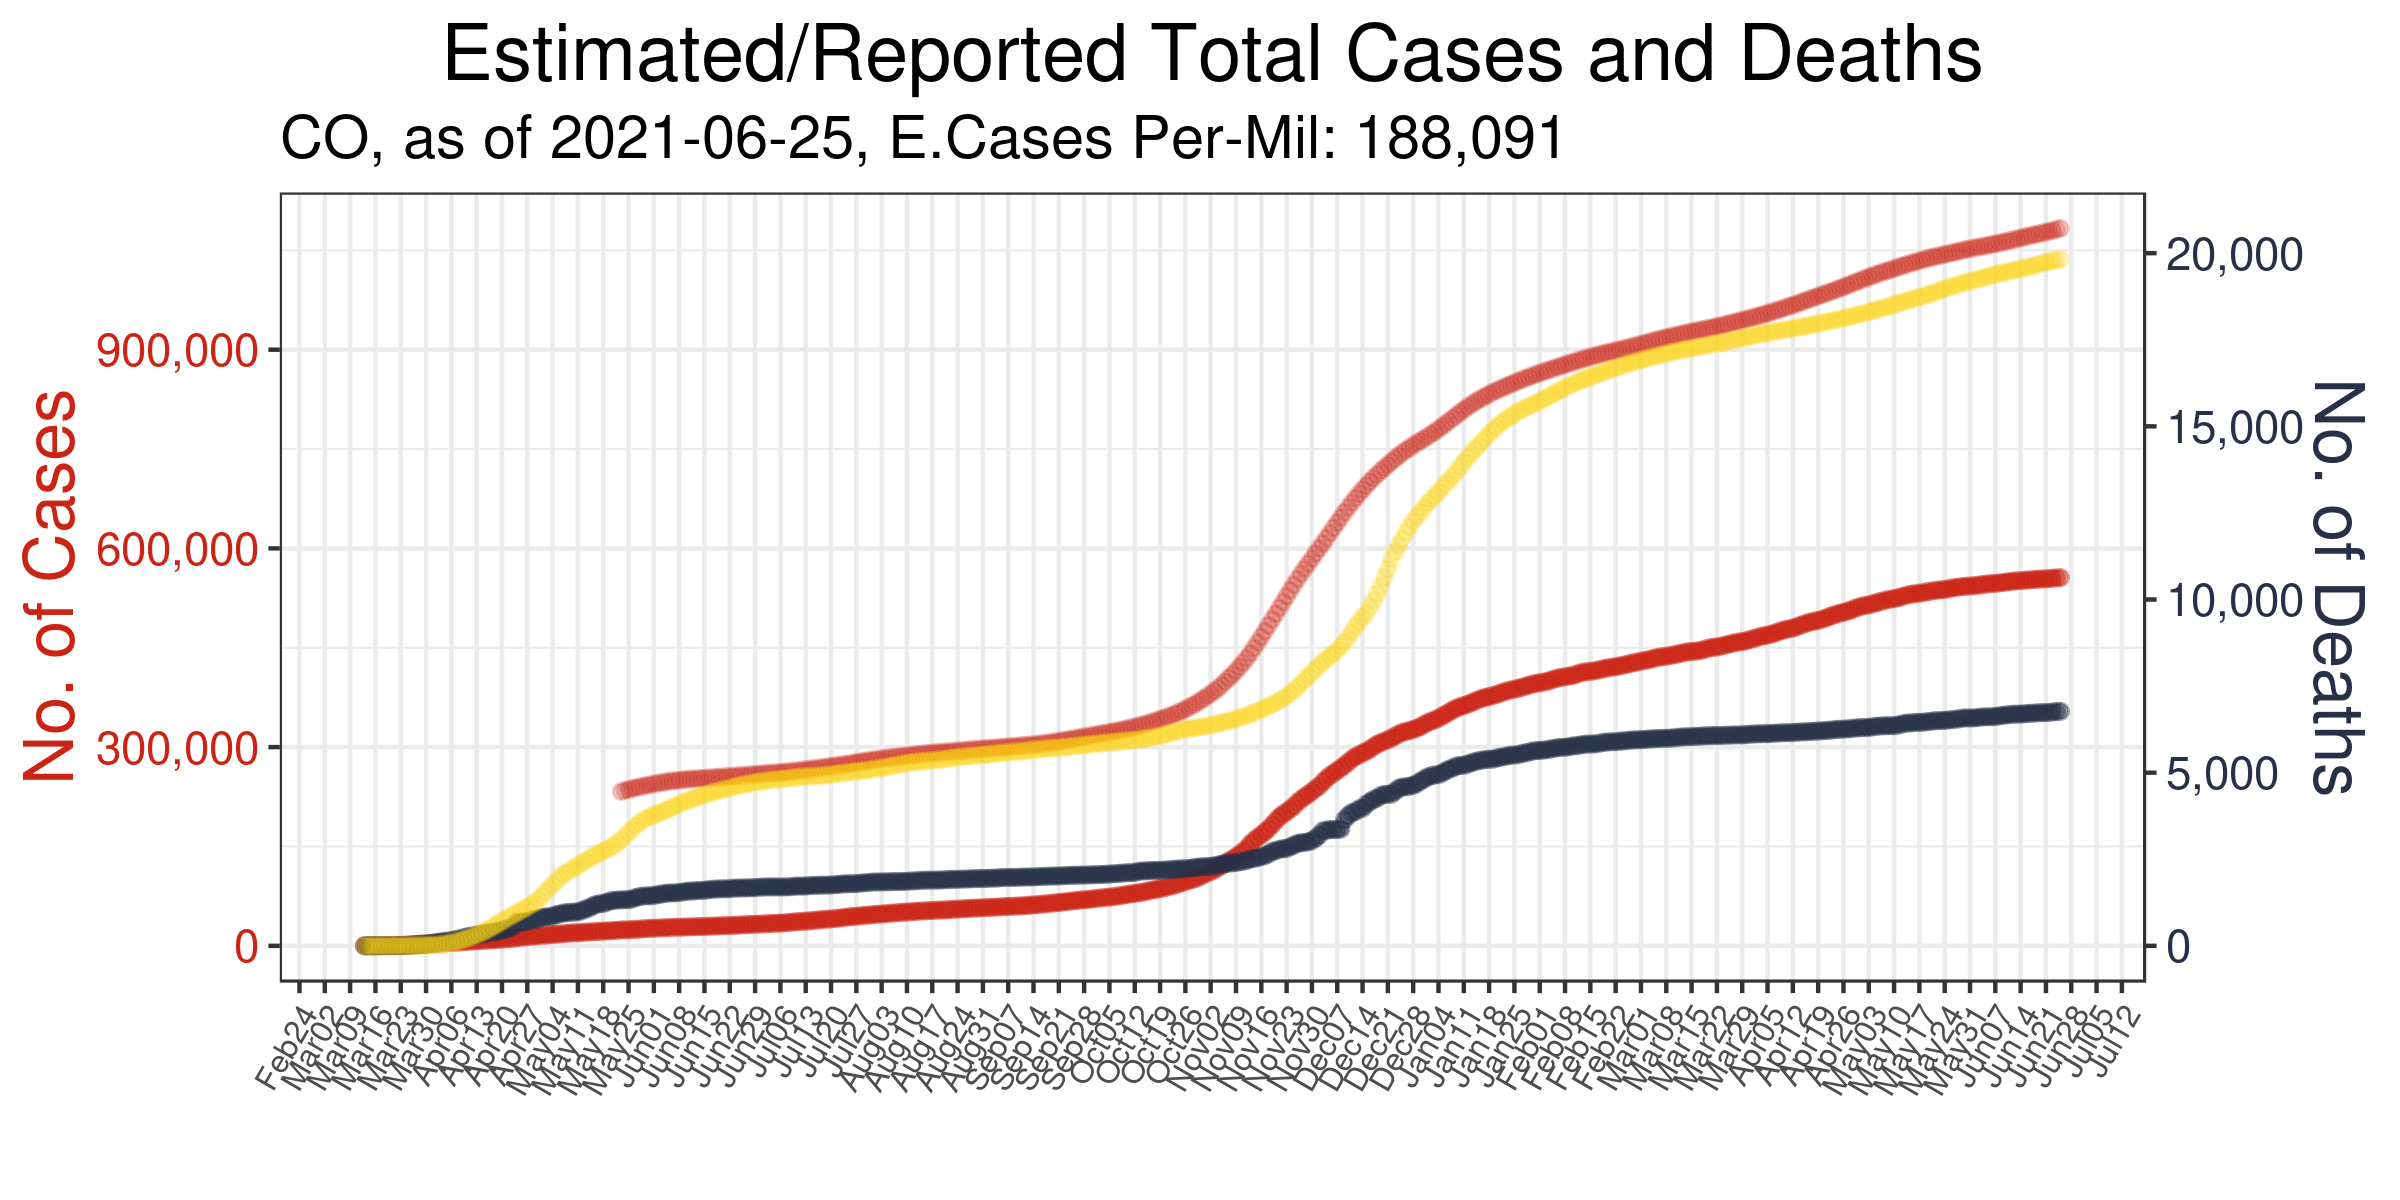 Estimated/Reported Total Cases and Deaths
CO, as of 2021-06-25, E.Cases Per-Mil: 188,091
No. of Cases
900,000
600,000
300,000
0
20,000
15,000
10,000
5,000
0
No. of Deaths
Feb24
Mar02
Mar09
Mar16
Mar23
Mar30
Apr06
Apr13
Apr20
Apr27
May04
May11
May18
May25
Jun01
Jun08
Jun15
Jun22
Jun29
Jul06
Jul13
Jul20
Jul27
Aug03
Aug10
Aug17
Aug24
Aug31
Sep07
Sep14
Sep21
Sep28
Oct05
Oct12
Oct19
Oct26
Nov02
Nov09
Nov16
Nov23
Nov30
Dec07
Dec14
Dec21
Dec28
Jan04
Jan11
Jan18
Jan25
Feb01
Feb08
Feb15
Feb22
Mar01
Mar08
Mar15
Mar22
Mar29
Apr05
Apr12
Apr19
Apr26
May03
May10
May17
May24
May31
Jun07
Jun14
Jun21
Jun28
Jul05
Jul12